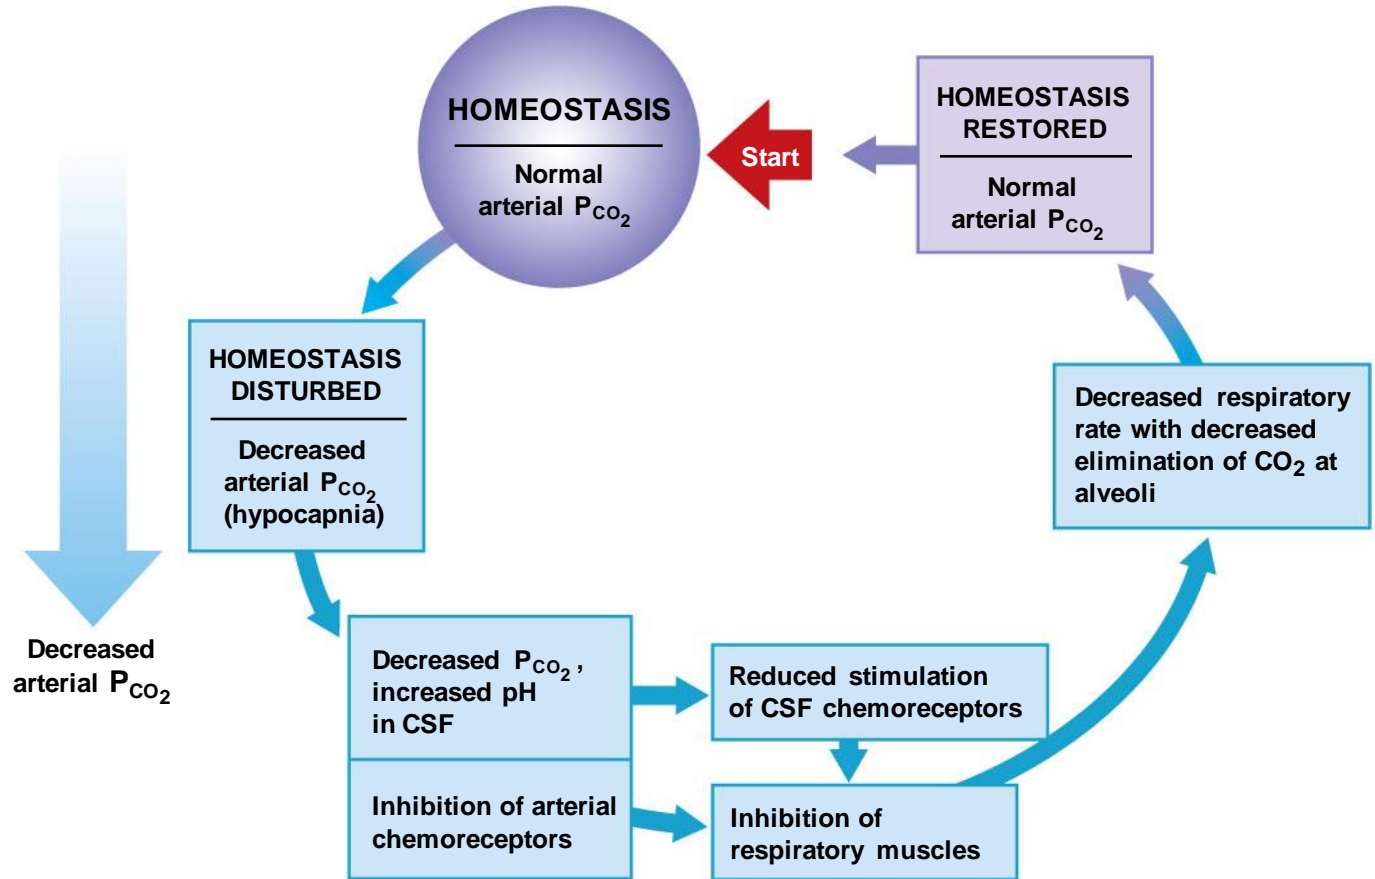 HOMEOSTASIS
Normal
arterial PCO2
Start
HOMEOSTASIS
RESTORED
Normal
arterial PCO2
HOMEOSTASIS
DISTURBED
Decreased
arterial PCO2
(hypocapnia)
Decreased respiratory
rate with decreased
elimination of CO2 at
alveoli
Decreased
arterial PCO2
Decreased PCO2 ,
increased pH
in CSF
Reduced stimulation
of CSF chemoreceptors
Inhibition of arterial
chemoreceptors
Inhibition of
respiratory muscles